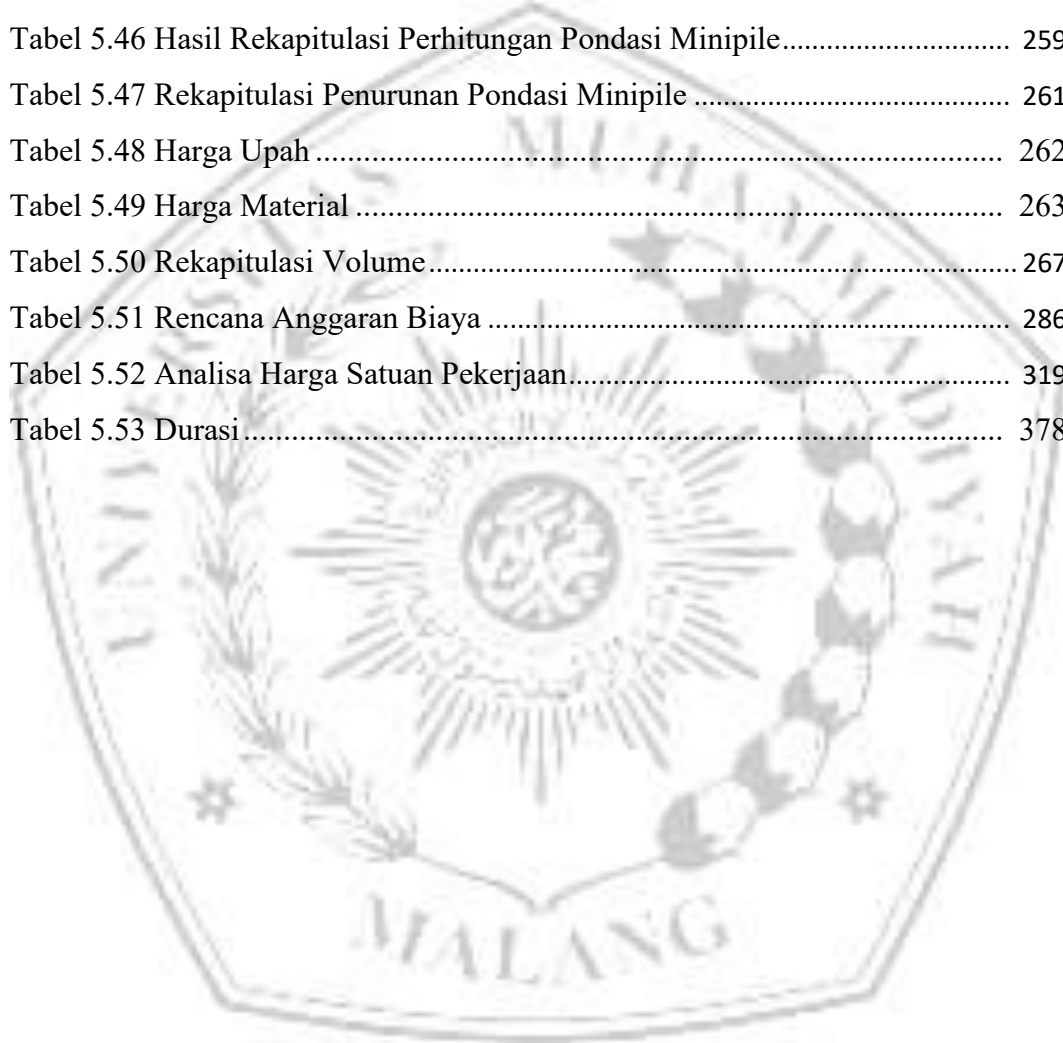 Tabel 5.46 Hasil Rekapitulasi Perhitungan Pondasi Minipile.............................. 259
Tabel 5.47 Rekapitulasi Penurunan Pondasi Minipile ......................................... 261
Tabel 5.48 Harga Upah ........................................................................................ 262
Tabel 5.49 Harga Material ................................................................................... 263
Tabel 5.50 Rekapitulasi Volume........................................................................... 267
Tabel 5.51 Rencana Anggaran Biaya .................................................................... 286
Tabel 5.52 Analisa Harga Satuan Pekerjaan......................................................... 319
Tabel 5.53 Durasi ................................................................................................ 378
UNIVERSITAS MUHAMMADIYAH
MALANG